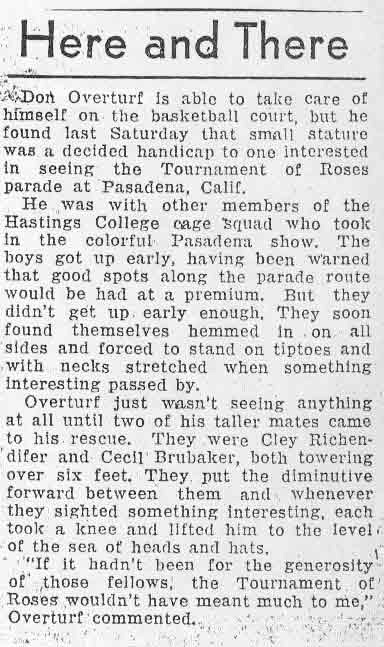 Here and There
Don Overturf is able to take care of
himself on the basketball court, but he
found last Saturday that small stature
was a decided handicap to one interested
in seeing the Tournament of Roses
parade at Pasadena, Calif.
He was with other members of the
Hastings College cage squad who took
in the colorful Pasadena show. The
boys got up early, having been warned
that good spots along the parade route
would be had at a premium. But they
didn't get up early enough. They soon
found themselves hemmed in on all
sides and forced to stand on tiptoes and
with necks stretched when something
interesting passed by.
Overturf just wasn't seeing anything
at all until two of his taller mates came
to his rescue. They were Cley Richen-
difer and Cecil Brubaker, both towering
over six feet. They put the diminutive
forward between them and whenever
they sighted something interesting, each
took a knee and lifted him to the level
of the sea of heads and hats.
"If it hadn't been for the generosity
of those fellows, the Tournament of
Roses wouldn't have meant much to me,"
Overturf commented.